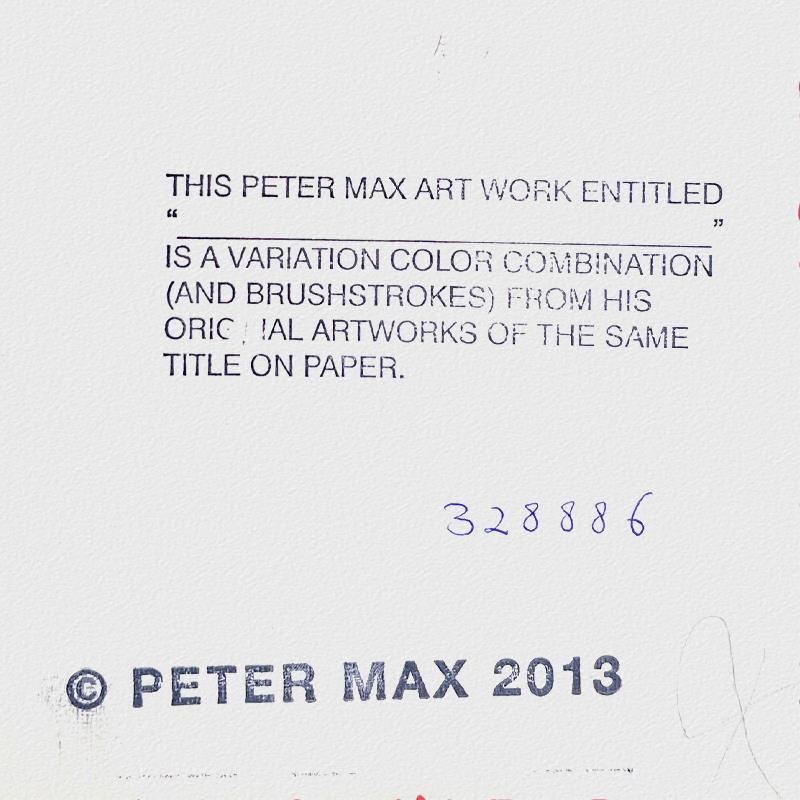 THIS PETER MAX ART WORK ENTITLED
“ ”
IS A VARIATION COLOR COMBINATION
(AND BRUSHSTROKES) FROM HIS
ORIGINAL ARTWORKS OF THE SAME
TITLE ON PAPER.
328886
© PETER MAX 2013